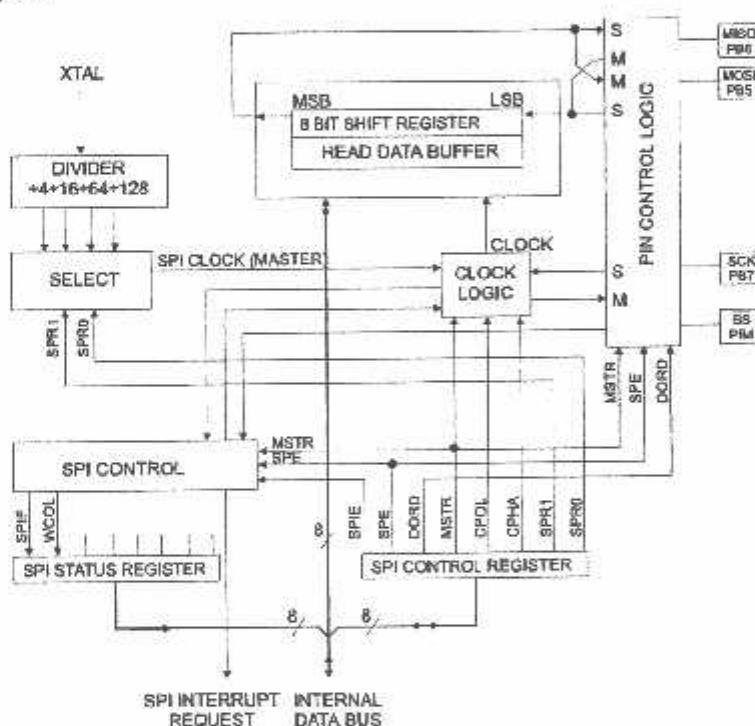 XTAL
DIVIDER
÷4÷16÷64÷128
SELECT
SPI CLOCK (MASTER)
SPR1
SPR0
MSB
LSB
8 BIT SHIFT REGISTER
HEAD DATA BUFFER
CLOCK
CLOCK
LOGIC
S
M
M
S
S
M
PIN CONTROL LOGIC
MISO
PB6
MOSI
PB5
SCK
PB7
PB4
MSTR
SPE
DORD
MSTR
SPE
SPI CONTROL
SPIF
WCOL
SPI STATUS REGISTER
SPIE
SPE
DORD
MSTR
CPOL
CPHA
SPR1
SPR0
SPI CONTROL REGISTER
8
8
8
SPI INTERRUPT
REQUEST
INTERNAL
DATA BUS